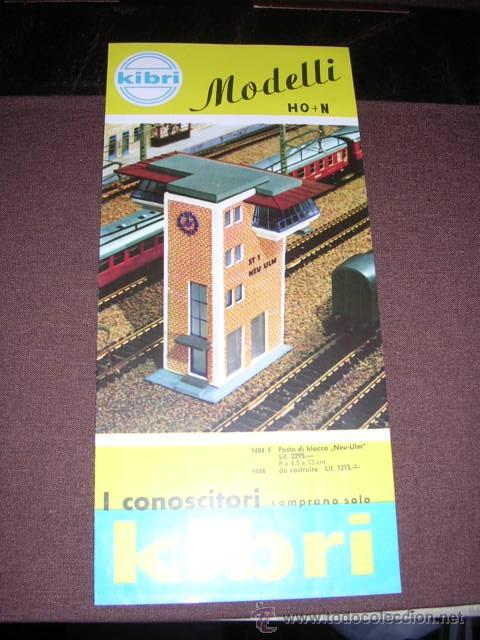 kibri
Modelli
HO+N
ST 1
NEU ULM
9484 F Posto di blocco „Neu-Ulm"
Lit. 2295.—
8 x 4,5 x 13 cm
9484 da costruire Lit. 1215.—
I conoscitori comprano solo
kibri
www.todocoleccion.net